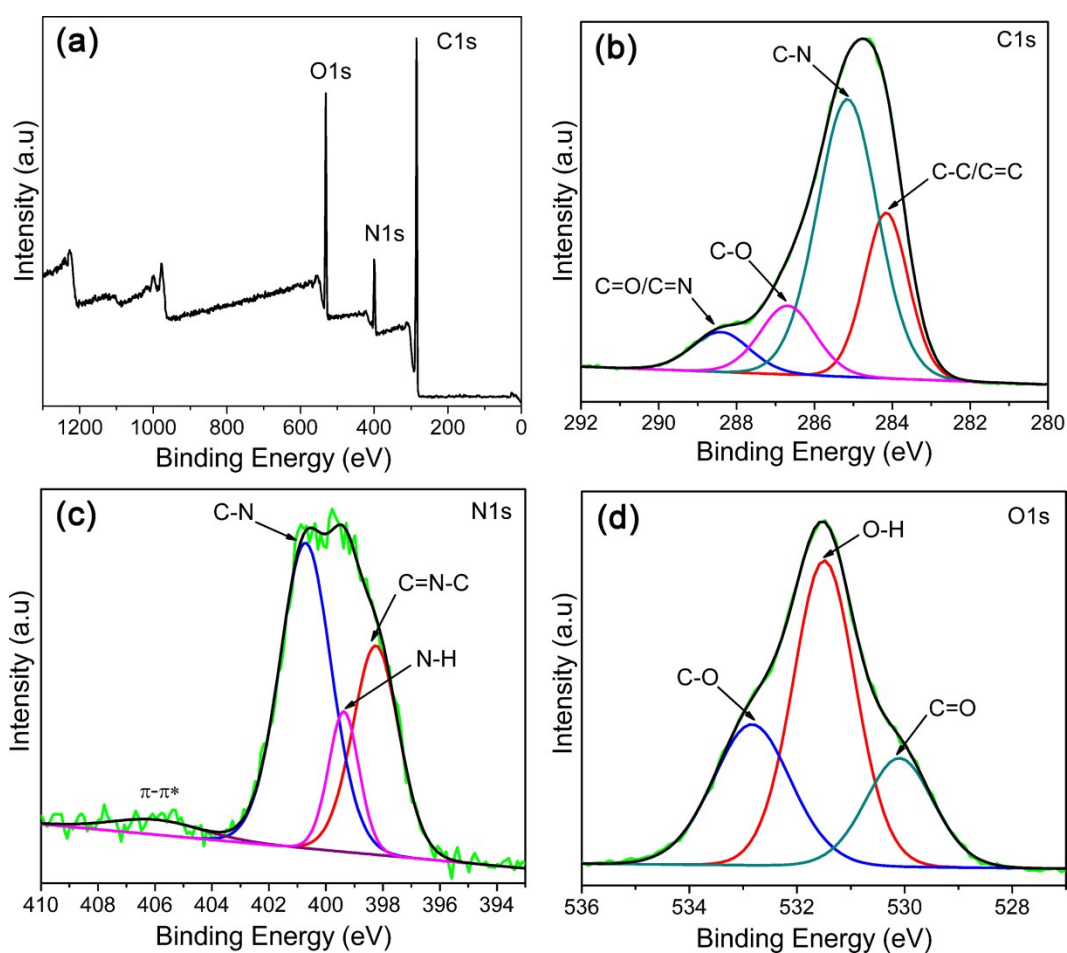 (a)
C1s
O1s
N1s
Intensity (a.u)
1200 1000 800 600 400 200 0
Binding Energy (eV)
(b)
C1s
C-N
C-C/C=C
C-O
C=O/C=N
Intensity (a.u)
292 290 288 286 284 282 280
Binding Energy (eV)
(c)
N1s
C-N
C=N-C
N-H
π-π*
Intensity (a.u)
410 408 406 404 402 400 398 396 394
Binding Energy (eV)
(d)
O1s
O-H
C-O
C=O
Intensity (a.u)
536 534 532 530 528
Binding Energy (eV)